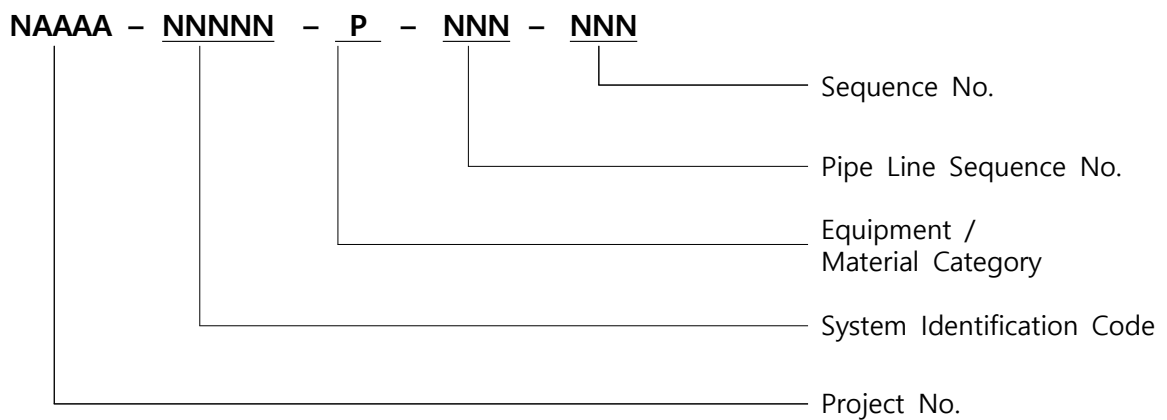 NAAAA – NNNNN – P – NNN – NNN
Sequence No.
Pipe Line Sequence No.
Equipment /
Material Category
System Identification Code
Project No.